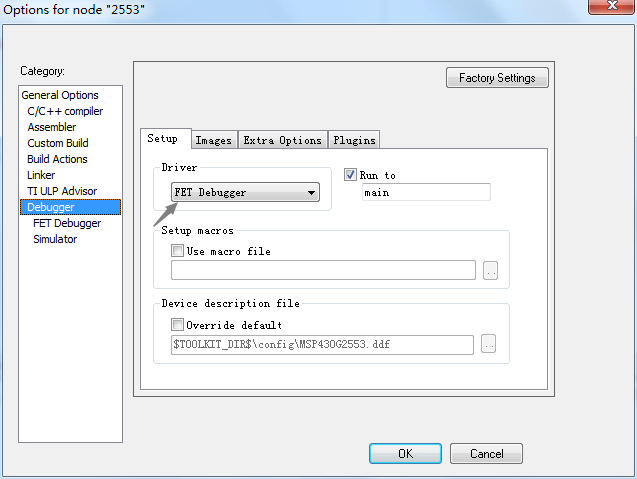 Options for node "2553"
Category:
General Options
C/C++ compiler
Assembler
Custom Build
Build Actions
Linker
TI ULP Advisor
Debugger
FET Debugger
Simulator
Factory Settings
Setup
Images
Extra Options
Plugins
Driver
FET Debugger
Run to
main
Setup macros
Use macro file
..
Device description file
Override default
$TOOLKIT_DIR$\config\MSP430G2553.ddf
..
OK
Cancel